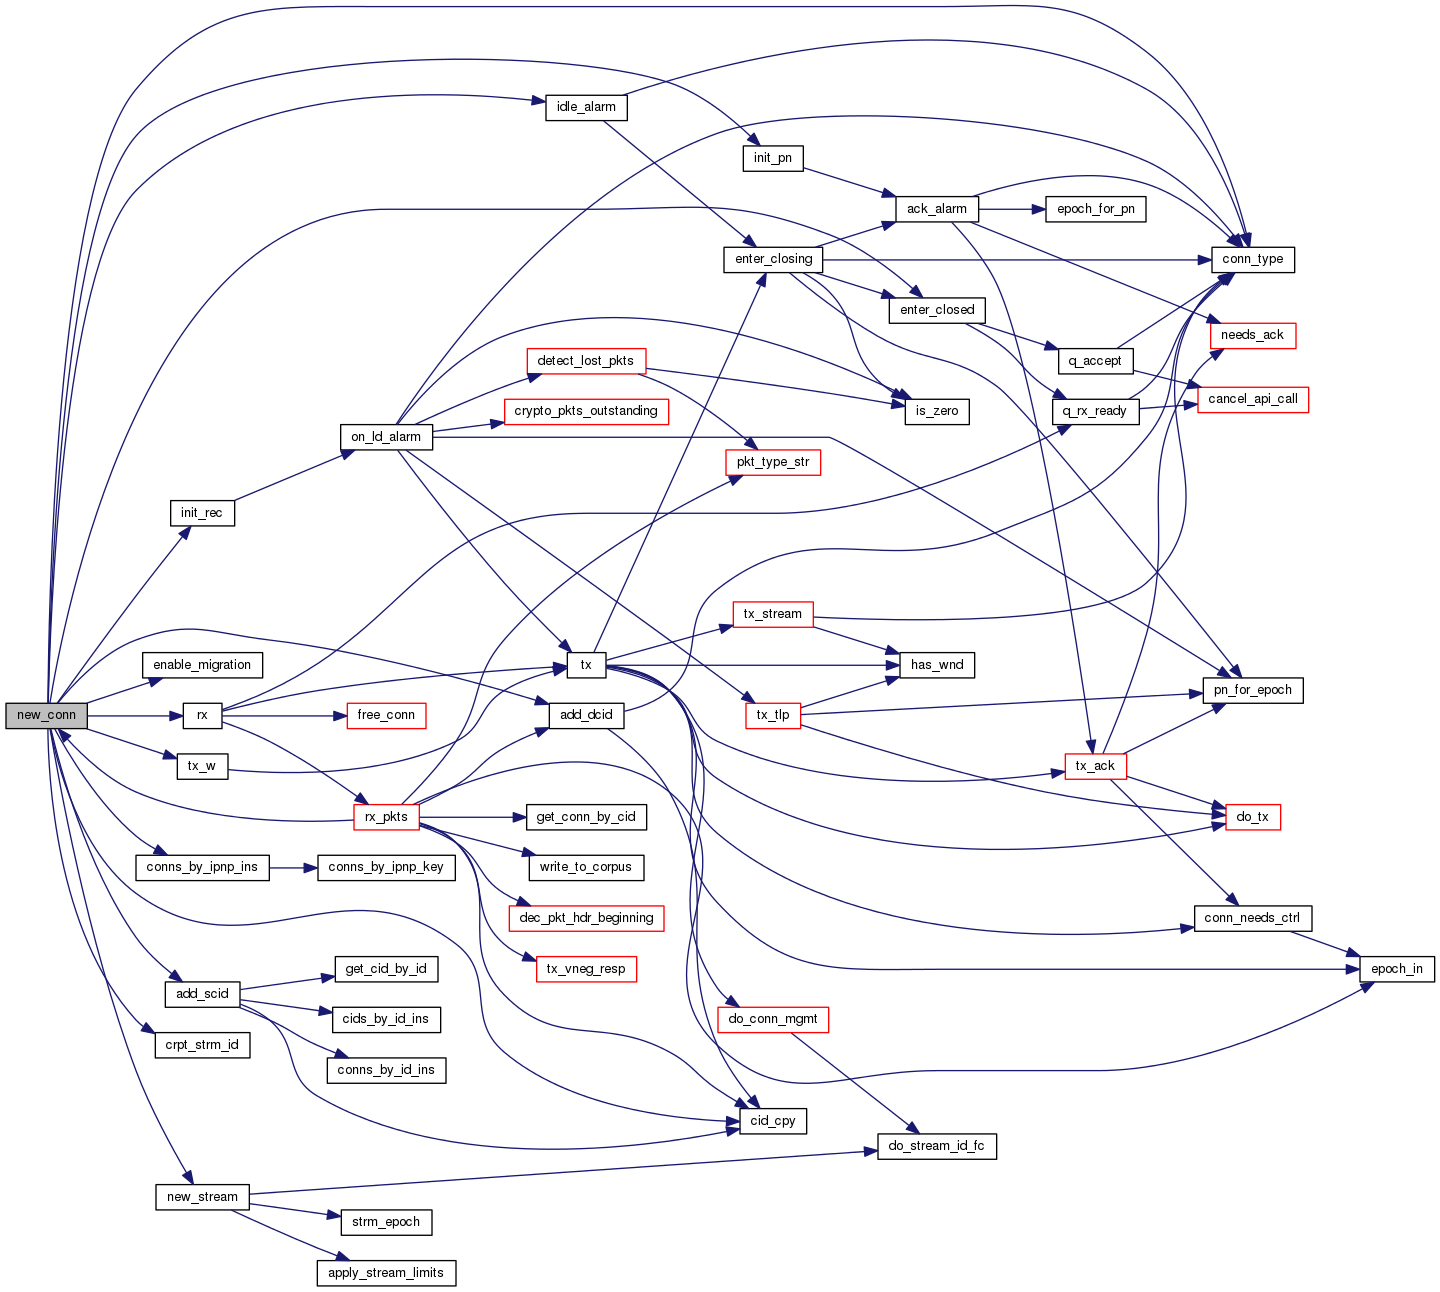 idle_alarm
init_pn
ack_alarm
epoch_for_pn
enter_closing
conn_type
enter_closed
needs_ack
detect_lost_pkts
q_accept
cancel_api_call
crypto_pkts_outstanding
is_zero
q_rx_ready
on_ld_alarm
pkt_type_str
init_rec
tx_stream
enable_migration
tx
has_wnd
pn_for_epoch
new_conn
rx
free_conn
add_dcid
tx_tlp
tx_w
tx_ack
rx_pkts
get_conn_by_cid
do_tx
conns_by_ipnp_ins
conns_by_ipnp_key
write_to_corpus
dec_pkt_hdr_beginning
conn_needs_ctrl
get_cid_by_id
tx_vneg_resp
epoch_in
add_scid
cids_by_id_ins
do_conn_mgmt
crpt_strm_id
conns_by_id_ins
cid_cpy
do_stream_id_fc
new_stream
strm_epoch
apply_stream_limits